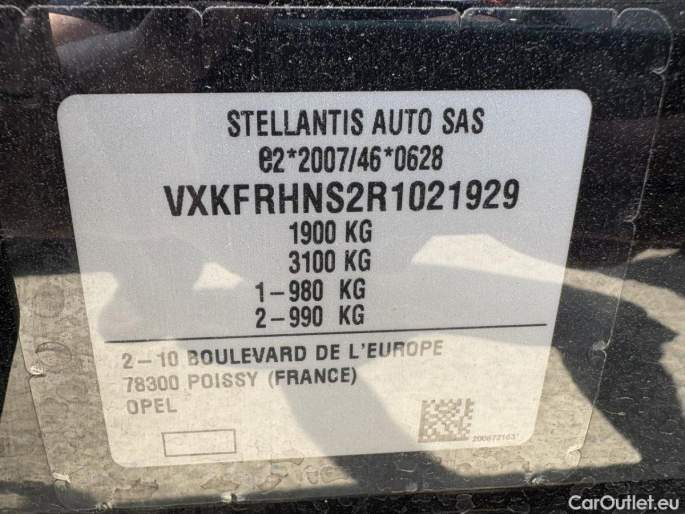 STELLANTIS AUTO SAS
e2*2007/46*0628
VXKFRHNS2R1021929
1900 KG
3100 KG
1-980 KG
2-990 KG
2-10 BOULEVARD DE L'EUROPE
78300 POISSY (FRANCE)
OPEL
CarOutlet.eu